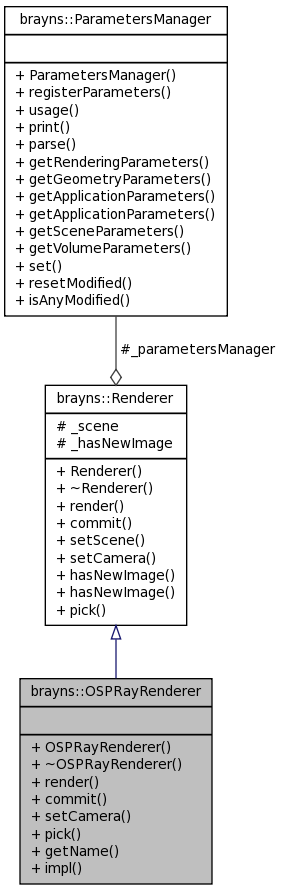 brayns::ParametersManager
+ ParametersManager()
+ registerParameters()
+ usage()
+ print()
+ parse()
+ getRenderingParameters()
+ getGeometryParameters()
+ getApplicationParameters()
+ getApplicationParameters()
+ getSceneParameters()
+ getVolumeParameters()
+ set()
+ resetModified()
+ isAnyModified()
#_parametersManager
brayns::Renderer
# _scene
# _hasNewImage
+ Renderer()
+ ~Renderer()
+ render()
+ commit()
+ setScene()
+ setCamera()
+ hasNewImage()
+ hasNewImage()
+ pick()
brayns::OSPRayRenderer
+ OSPRayRenderer()
+ ~OSPRayRenderer()
+ render()
+ commit()
+ setCamera()
+ pick()
+ getName()
+ impl()